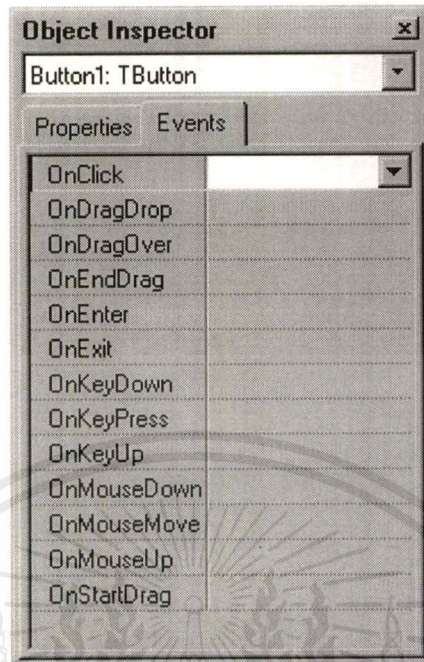 Object Inspector
Button1: TButton
Properties Events
OnClick
OnDragDrop
OnDragOver
OnEndDrag
OnEnter
OnExit
OnKeyDown
OnKeyPress
OnKeyUp
OnMouseDown
OnMouseMove
OnMouseUp
OnStartDrag